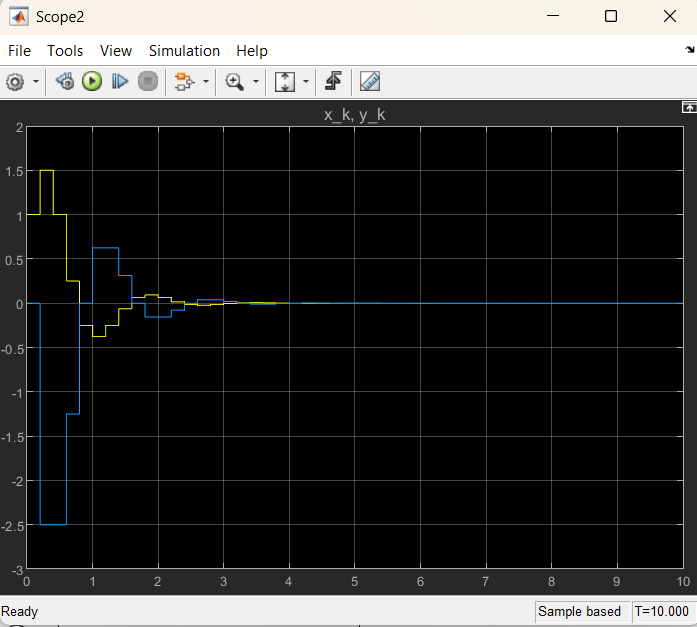 Scope2
File Tools View Simulation Help
x_k, y_k
2
1.5
1
0.5
0
-0.5
-1
-1.5
-2
-2.5
-3
0 1 2 3 4 5 6 7 8 9 10
Ready Sample based T=10.000